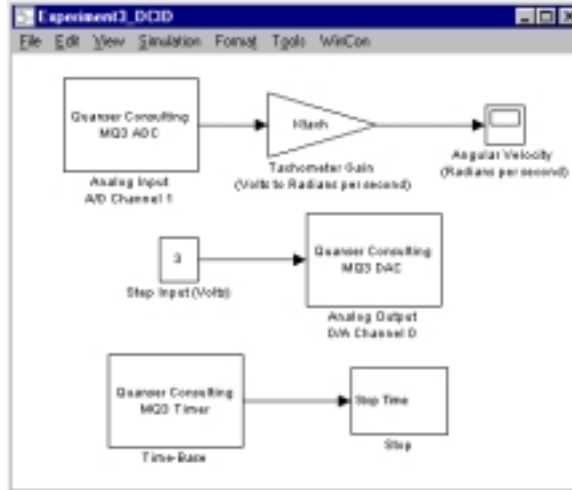 Experiment3_DCID
File Edit View Simulation Format Tools WinCon
Quanser Consulting
MQ3 ADC
Analog Input
A/D Channel 1
Ktach
Tachometer Gain
(Volts to Radians per second)
Angular Velocity
(Radians per second)
3
Step Input (Volts)
Quanser Consulting
MQ3 DAC
Analog Output
D/A Channel 0
Quanser Consulting
MQ3 Timer
Time-Base
Stop Time
Stop